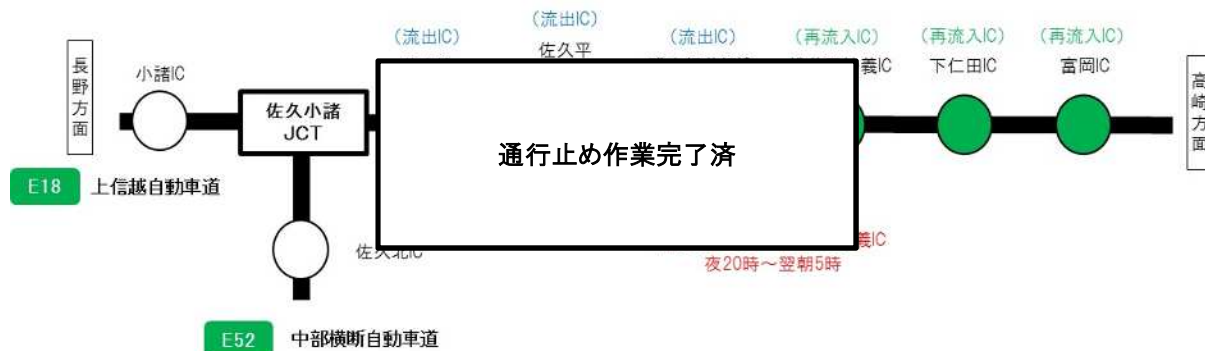 (流出IC)
(流出IC)
(流出IC)
(再流入IC)
(再流入IC)
(再流入IC)
長野方面
小諸IC
佐久平
義IC
下仁田IC
富岡IC
高崎方面
佐久小諸
JCT
通行止め作業完了済
E18 上信越自動車道
佐久北IC
義IC
夜20時～翌朝5時
E52 中部横断自動車道